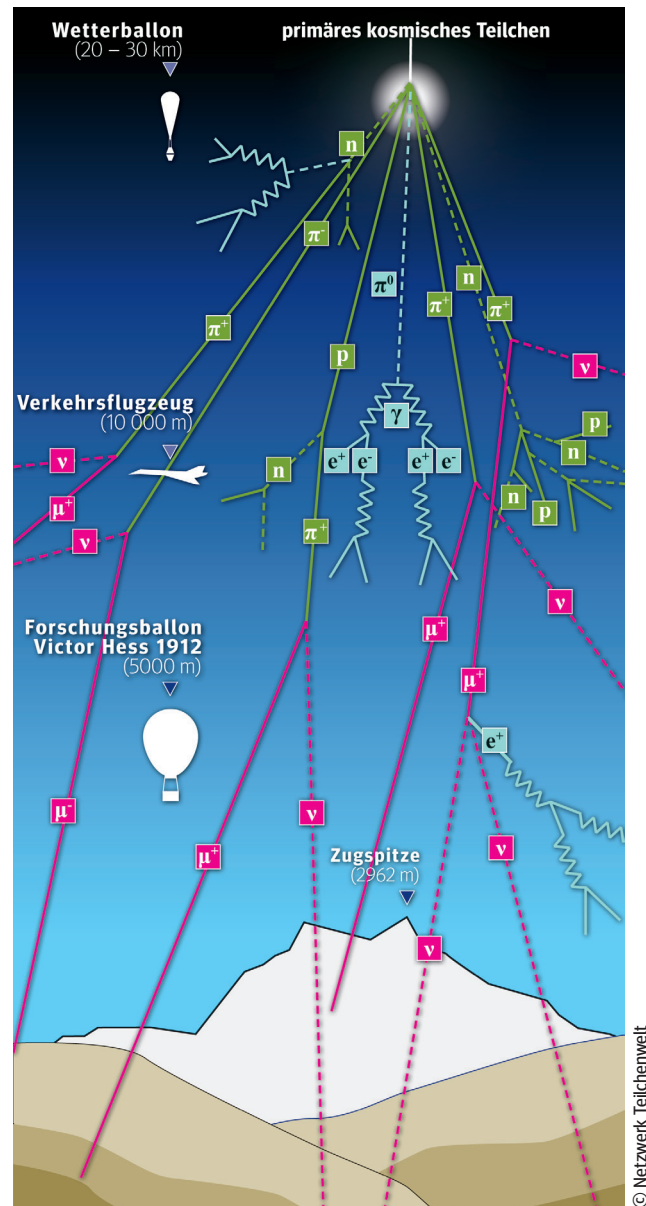 Wetterballon
(20 – 30 km)
primäres kosmisches Teilchen
n
π⁻
π⁰
n
π⁺
π⁺
π⁺
p
ν
Verkehrsflugzeug
(10 000 m)
γ
p
ν
e⁺ e⁻ e⁺ e⁻
n
n
μ⁺
n
p
ν
π⁺
ν
Forschungsballon
Victor Hess 1912
(5000 m)
μ⁺
μ⁺
e⁺
μ⁻
ν
μ⁺
ν
Zugspitze
(2962 m)
ν
© Netzwerk Teilchenwelt